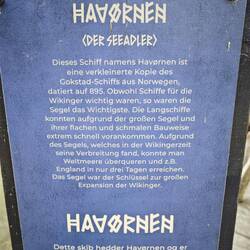 HAVØRNEN
(DER SEEADLER)
Dieses Schiff namens Havørnen ist
eine verkleinerte Kopie des
Gokstad-Schiffs aus Norwegen,
datiert auf 895. Obwohl Schiffe für die
Wikinger wichtig waren, so waren die
Segel das Wichtigste. Die Langschiffe
konnten aufgrund der großen Segel und
ihrer flachen und schmalen Bauweise
extrem schnell vorankommen. Aufgrund
des Segels, welches in der Wikingerzeit
seine Verbreitung fand, konnte man
Weltmeere überqueren und z.B.
England in nur drei Tagen erreichen.
Das Segel war der Schlüssel zur großen
Expansion der Wikinger.
HAVØRNEN
Dette skib hedder Havørnen og er